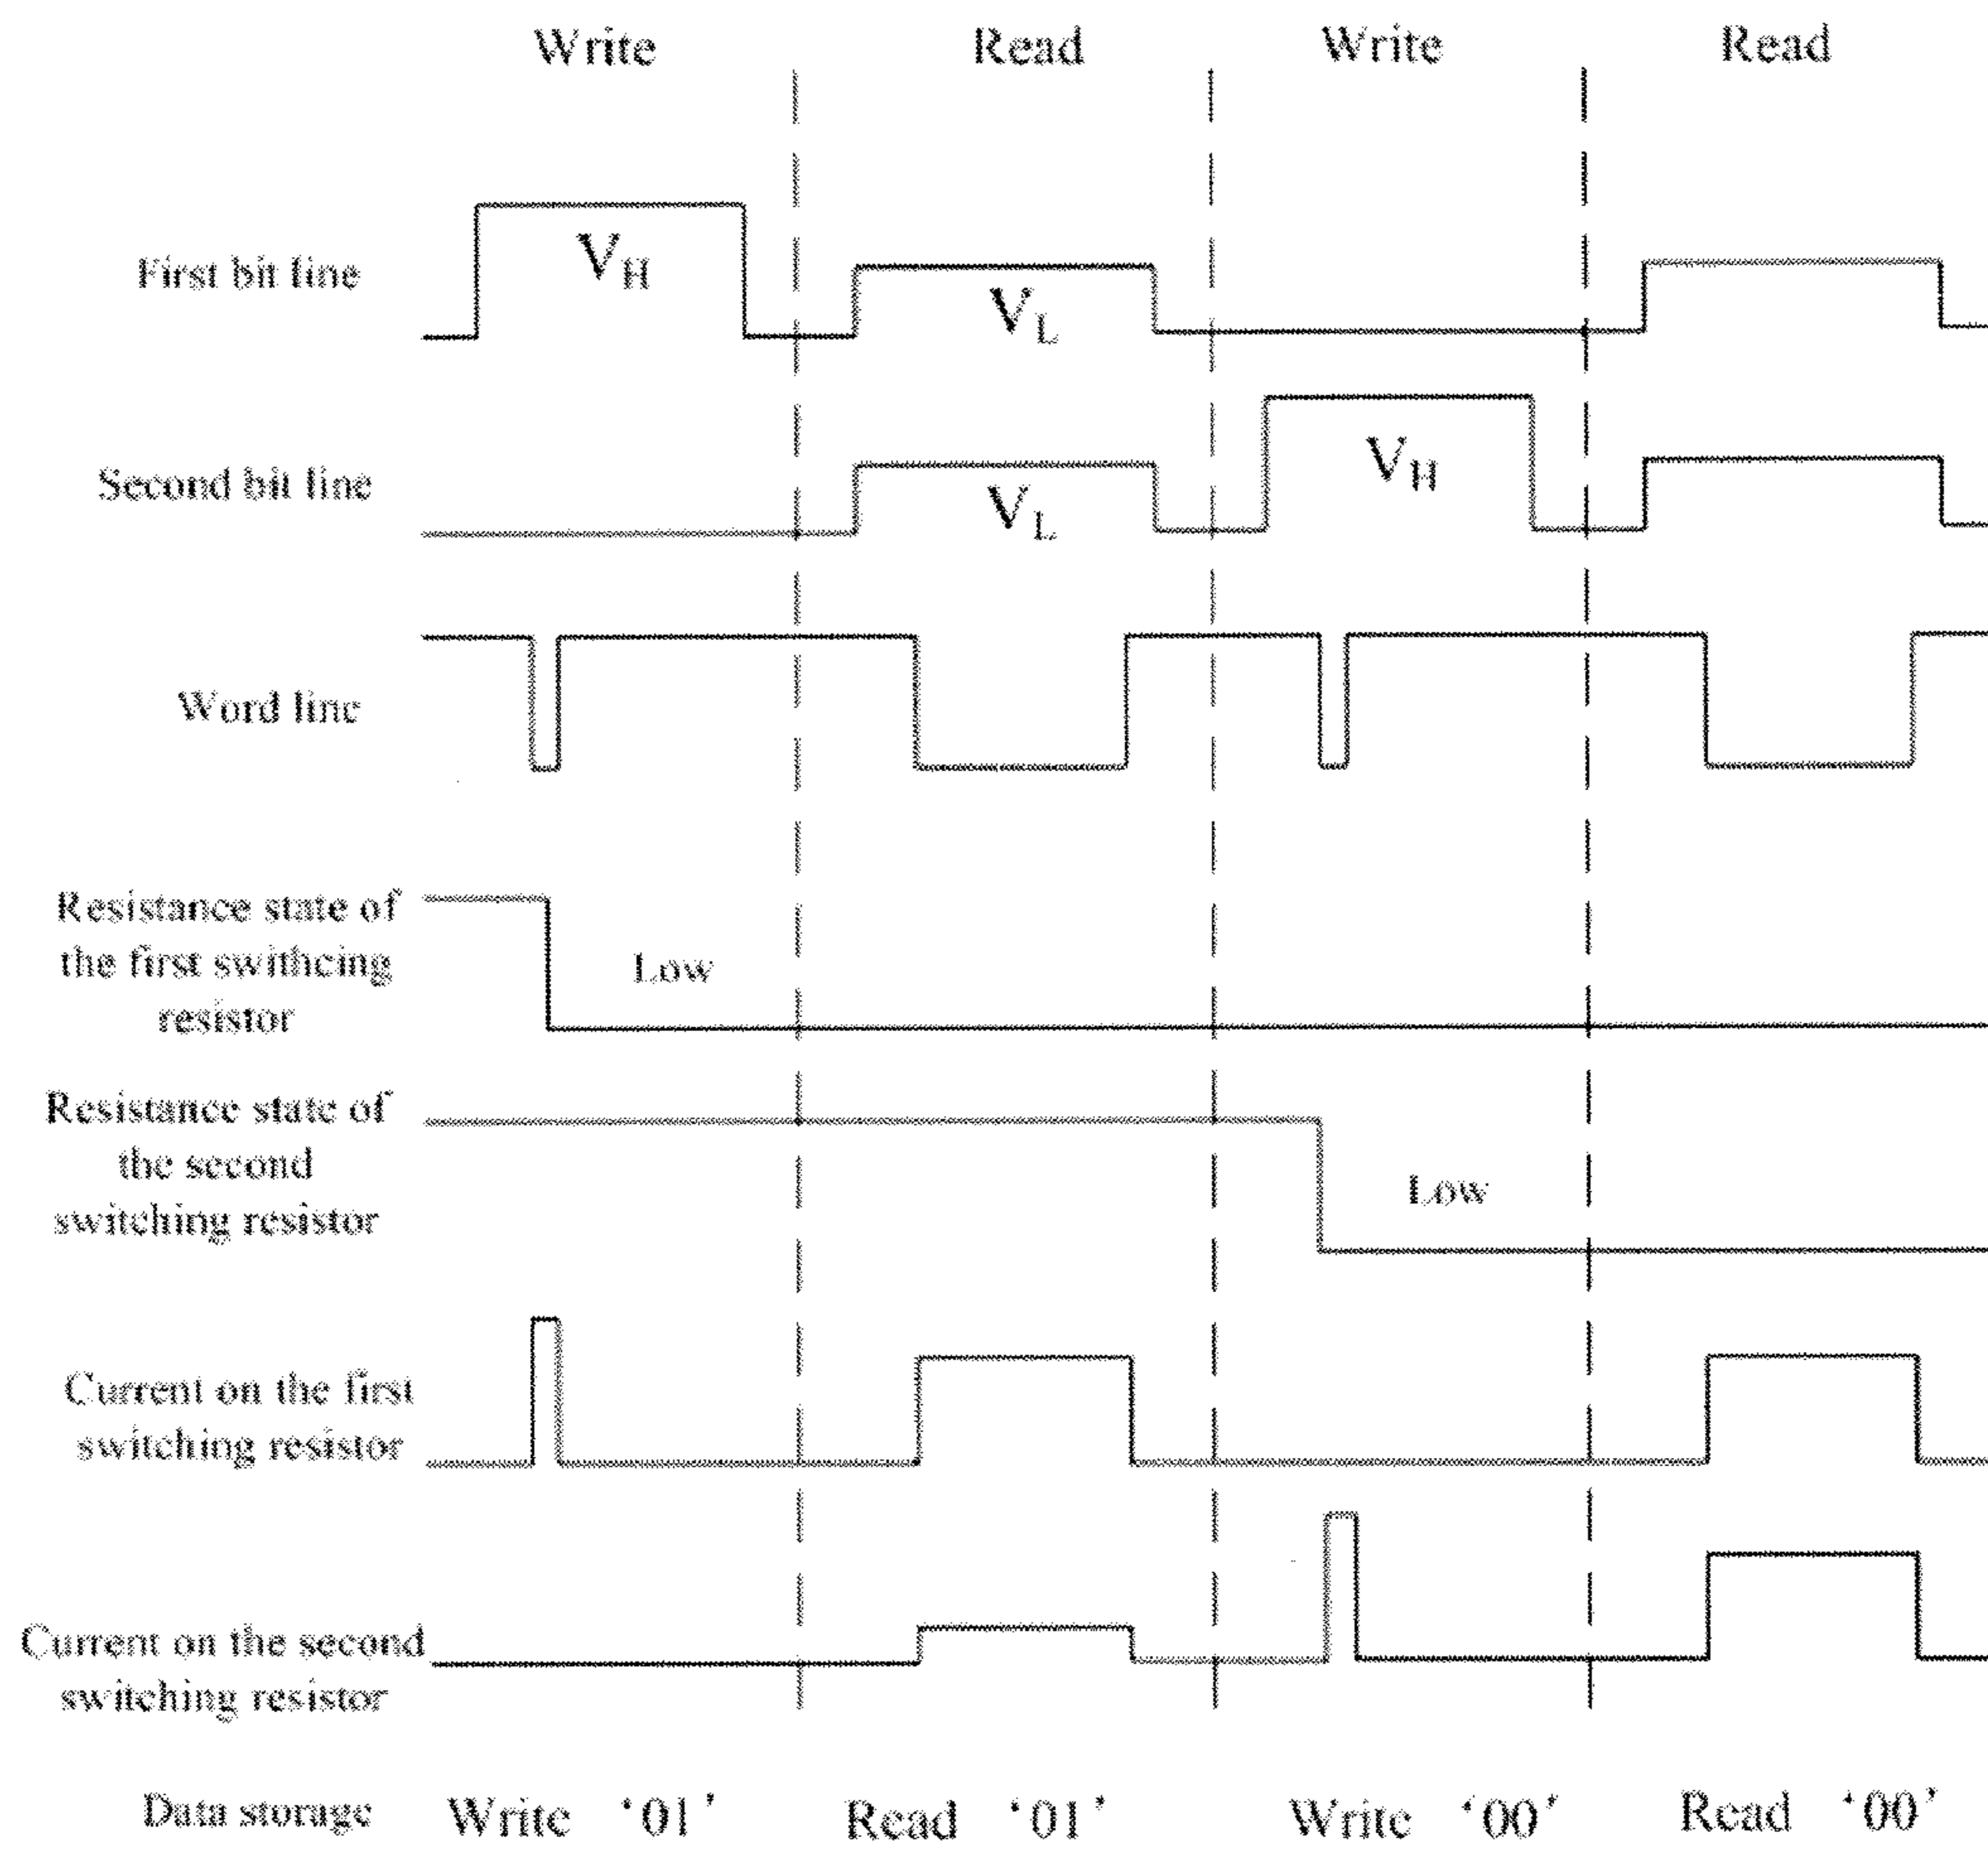 Write Read Write Read
First bit line
V_H
V_L
Second bit line
V_L
V_H
Word line
Resistance state of
the first swithcing
resistor
Low
Resistance state of
the second
switching resistor
Low
Current on the first
switching resistor
Current on the second
switching resistor
Data storage Write ‘01’ Read ‘01’ Write ‘00’ Read ‘00’